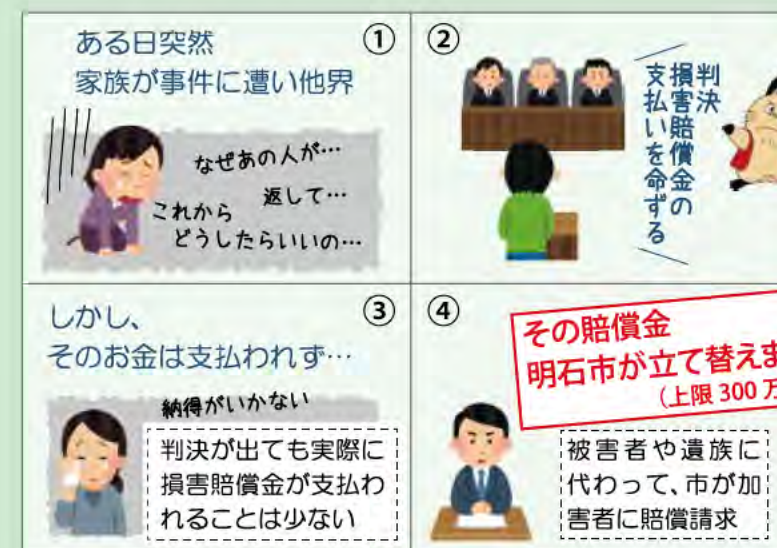 ①
ある日突然
家族が事件に遭い他界
なぜあの人が…
返して…
これから
どうしたらいいの…
②
判決
損害賠償金の
支払いを命ずる
③
しかし、
そのお金は支払われず…
納得がいかない
判決が出ても実際に
損害賠償金が支払わ
れることは少ない
④
その賠償金
明石市が立て替えま
(上限 300 万
被害者や遺族に
代わって、市が加
害者に賠償請求